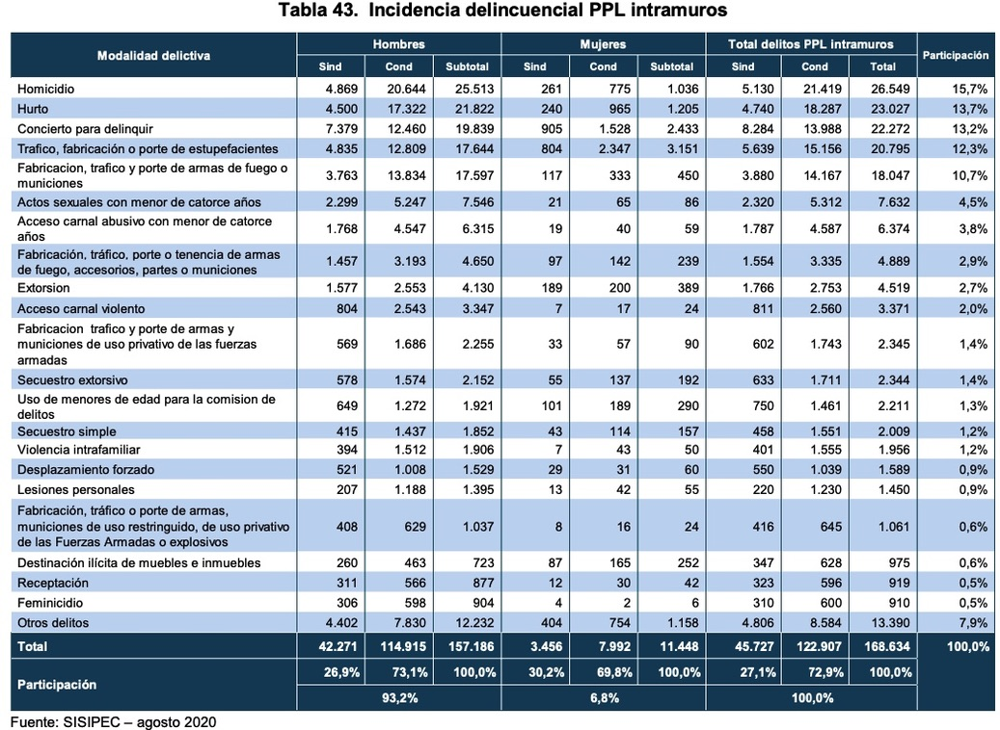 Tabla 43. Incidencia delincuencial PPL intramuros
Modalidad delictiva Hombres Mujeres Total delitos PPL intramuros Participación
Sind Cond Subtotal Sind Cond Subtotal Sind Cond Total
Homicidio 4.869 20.644 25.513 261 775 1.036 5.130 21.419 26.549 15,7%
Hurto 4.500 17.322 21.822 240 965 1.205 4.740 18.287 23.027 13,7%
Concierto para delinquir 7.379 12.460 19.839 905 1.528 2.433 8.284 13.988 22.272 13,2%
Trafico, fabricación o porte de estupefacientes 4.835 12.809 17.644 804 2.347 3.151 5.639 15.156 20.795 12,3%
Fabricacion, trafico y porte de armas de fuego o
municiones 3.763 13.834 17.597 117 333 450 3.880 14.167 18.047 10,7%
Actos sexuales con menor de catorce años 2.299 5.247 7.546 21 65 86 2.320 5.312 7.632 4,5%
Acceso carnal abusivo con menor de catorce
años 1.768 4.547 6.315 19 40 59 1.787 4.587 6.374 3,8%
Fabricación, tráfico, porte o tenencia de armas
de fuego, accesorios, partes o municiones 1.457 3.193 4.650 97 142 239 1.554 3.335 4.889 2,9%
Extorsion 1.577 2.553 4.130 189 200 389 1.766 2.753 4.519 2,7%
Acceso carnal violento 804 2.543 3.347 7 17 24 811 2.560 3.371 2,0%
Fabricacion trafico y porte de armas y
municiones de uso privativo de las fuerzas 569 1.686 2.255 33 57 90 602 1.743 2.345 1,4%
armadas
Secuestro extorsivo 578 1.574 2.152 55 137 192 633 1.711 2.344 1,4%
Uso de menores de edad para la comision de
delitos 649 1.272 1.921 101 189 290 750 1.461 2.211 1,3%
Secuestro simple 415 1.437 1.852 43 114 157 458 1.551 2.009 1,2%
Violencia intrafamiliar 394 1.512 1.906 7 43 50 401 1.555 1.956 1,2%
Desplazamiento forzado 521 1.008 1.529 29 31 60 550 1.039 1.589 0,9%
Lesiones personales 207 1.188 1.395 13 42 55 220 1.230 1.450 0,9%
Fabricación, tráfico o porte de armas,
municiones de uso restringido, de uso privativo 408 629 1.037 8 16 24 416 645 1.061 0,6%
de las Fuerzas Armadas o explosivos
Destinación ilícita de muebles e inmuebles 260 463 723 87 165 252 347 628 975 0,6%
Receptación 311 566 877 12 30 42 323 596 919 0,5%
Feminicidio 306 598 904 4 2 6 310 600 910 0,5%
Otros delitos 4.402 7.830 12.232 404 754 1.158 4.806 8.584 13.390 7,9%
Total 42.271 114.915 157.186 3.456 7.992 11.448 45.727 122.907 168.634 100,0%
Participación 26,9% 73,1% 100,0% 30,2% 69,8% 100,0% 27,1% 72,9% 100,0%
93,2% 6,8% 100,0%
Fuente: SISIPEC – agosto 2020